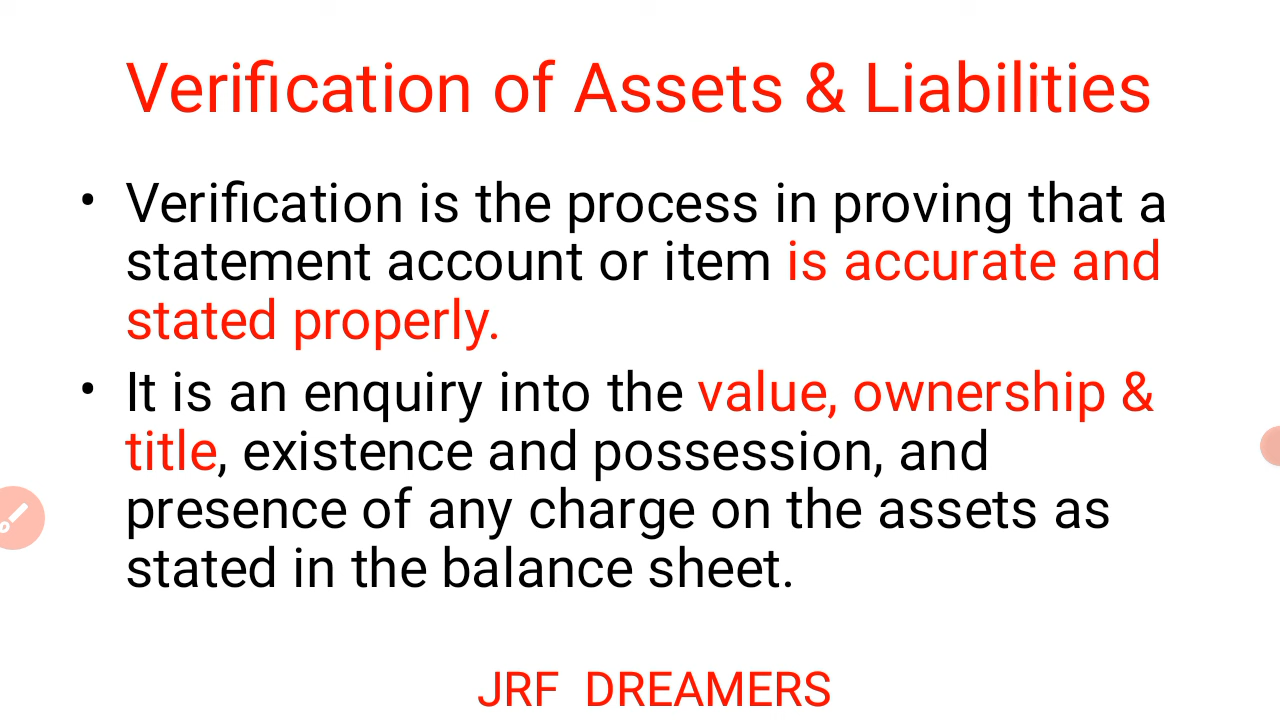 Verification of Assets & Liabilities
• Verification is the process in proving that a
statement account or item is accurate and
stated properly.
• It is an enquiry into the value, ownership &
title, existence and possession, and
presence of any charge on the assets as
stated in the balance sheet.
JRF DREAMERS